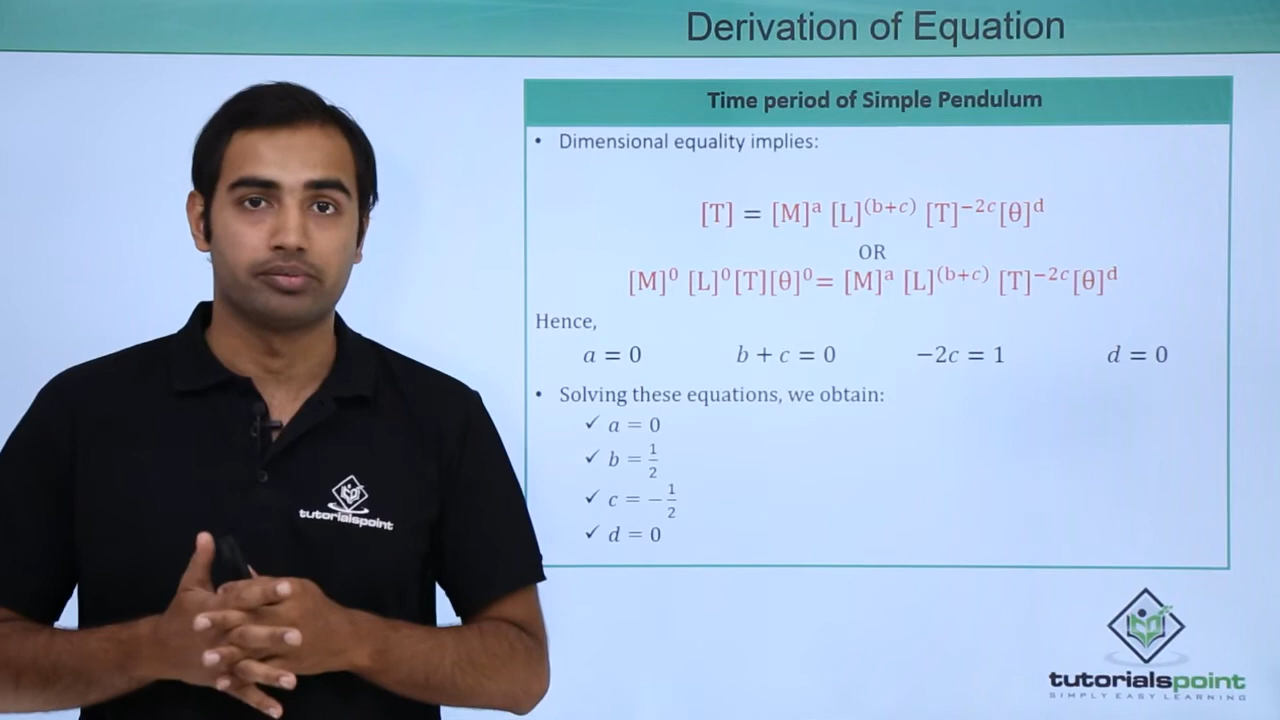 Derivation of Equation
Time period of Simple Pendulum
• Dimensional equality implies:
[T] = [M]ᵃ [L]⁽ᵇ⁺ᶜ⁾ [T]⁻²ᶜ[θ]ᵈ
OR
[M]⁰ [L]⁰[T][θ]⁰= [M]ᵃ [L]⁽ᵇ⁺ᶜ⁾ [T]⁻²ᶜ[θ]ᵈ
Hence,
a = 0 b + c = 0 −2c = 1 d = 0
• Solving these equations, we obtain:
✓ a = 0
✓ b = 1/2
✓ c = −1/2
✓ d = 0
tutorialspoint
tutorialspoint
SIMPLY EASY LEARNING